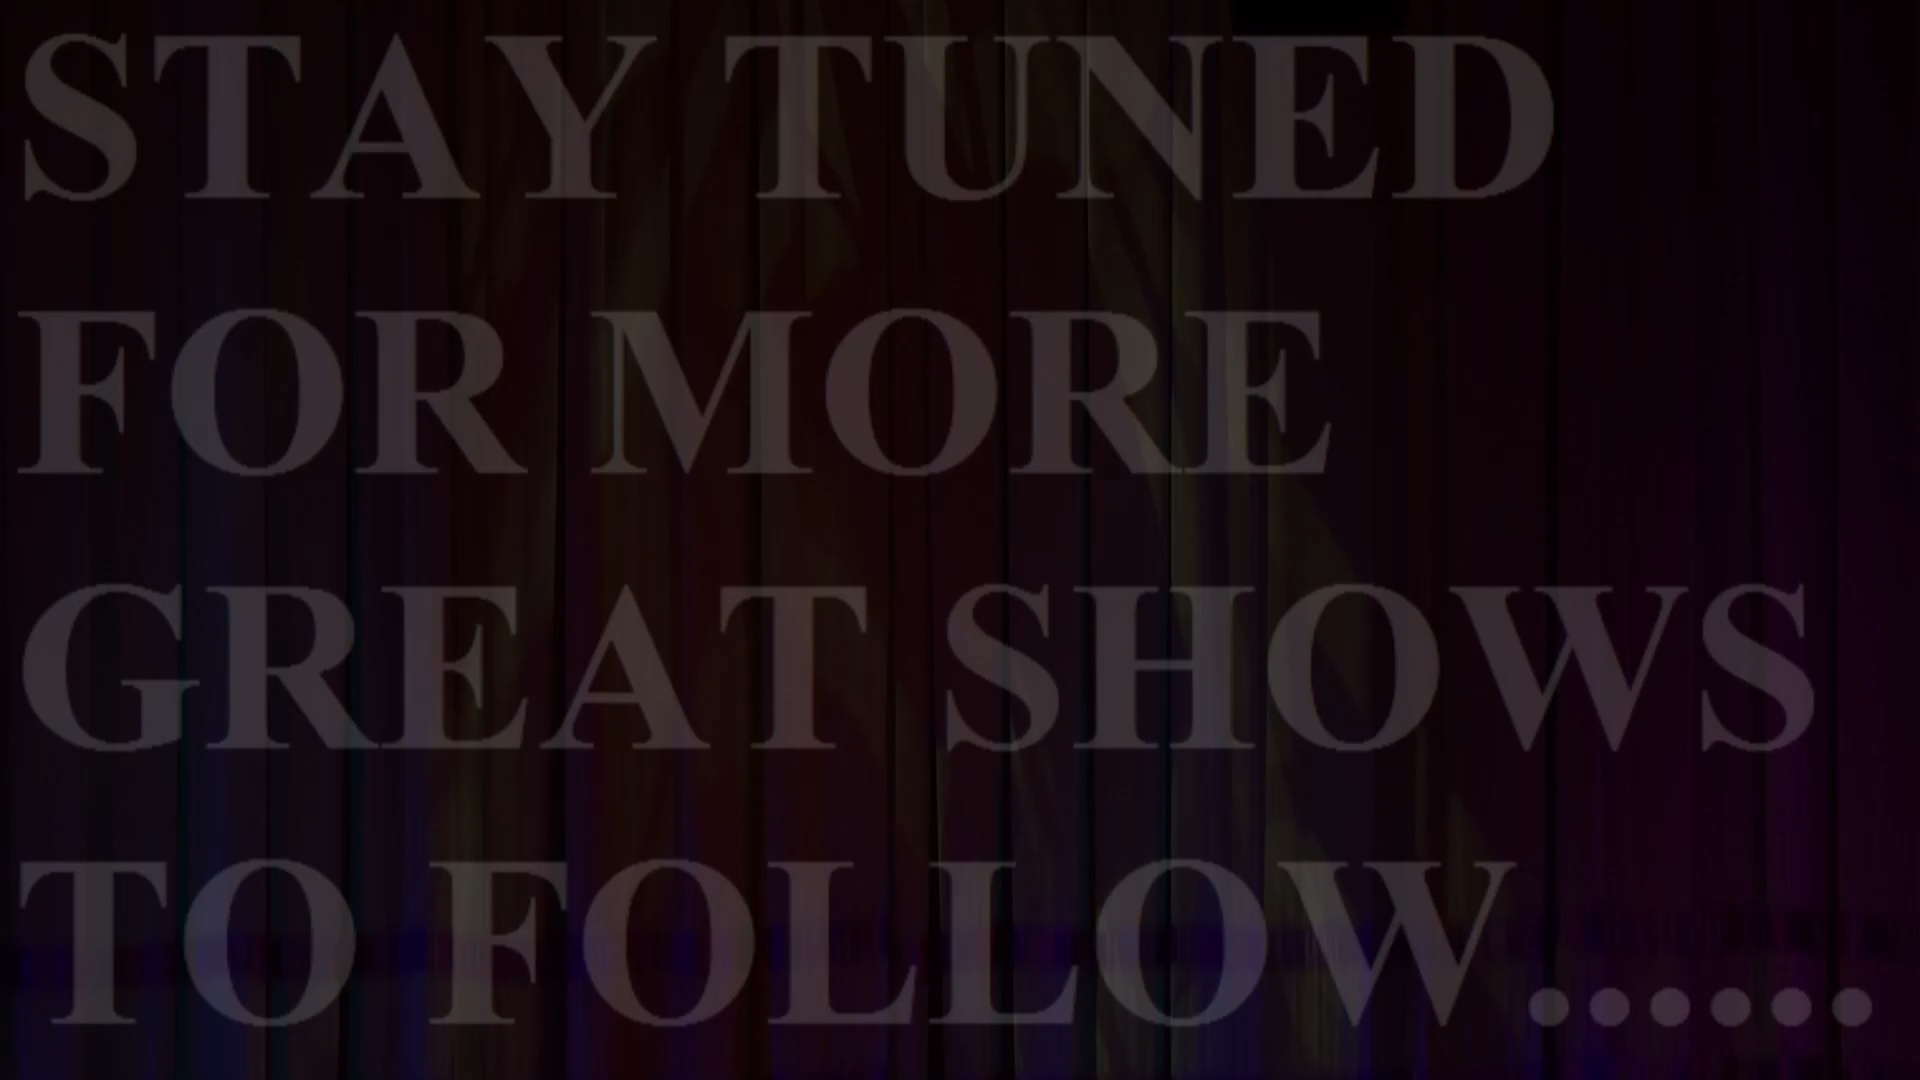 STAY TUNED
FOR MORE
GREAT SHOWS
TO FOLLOW......